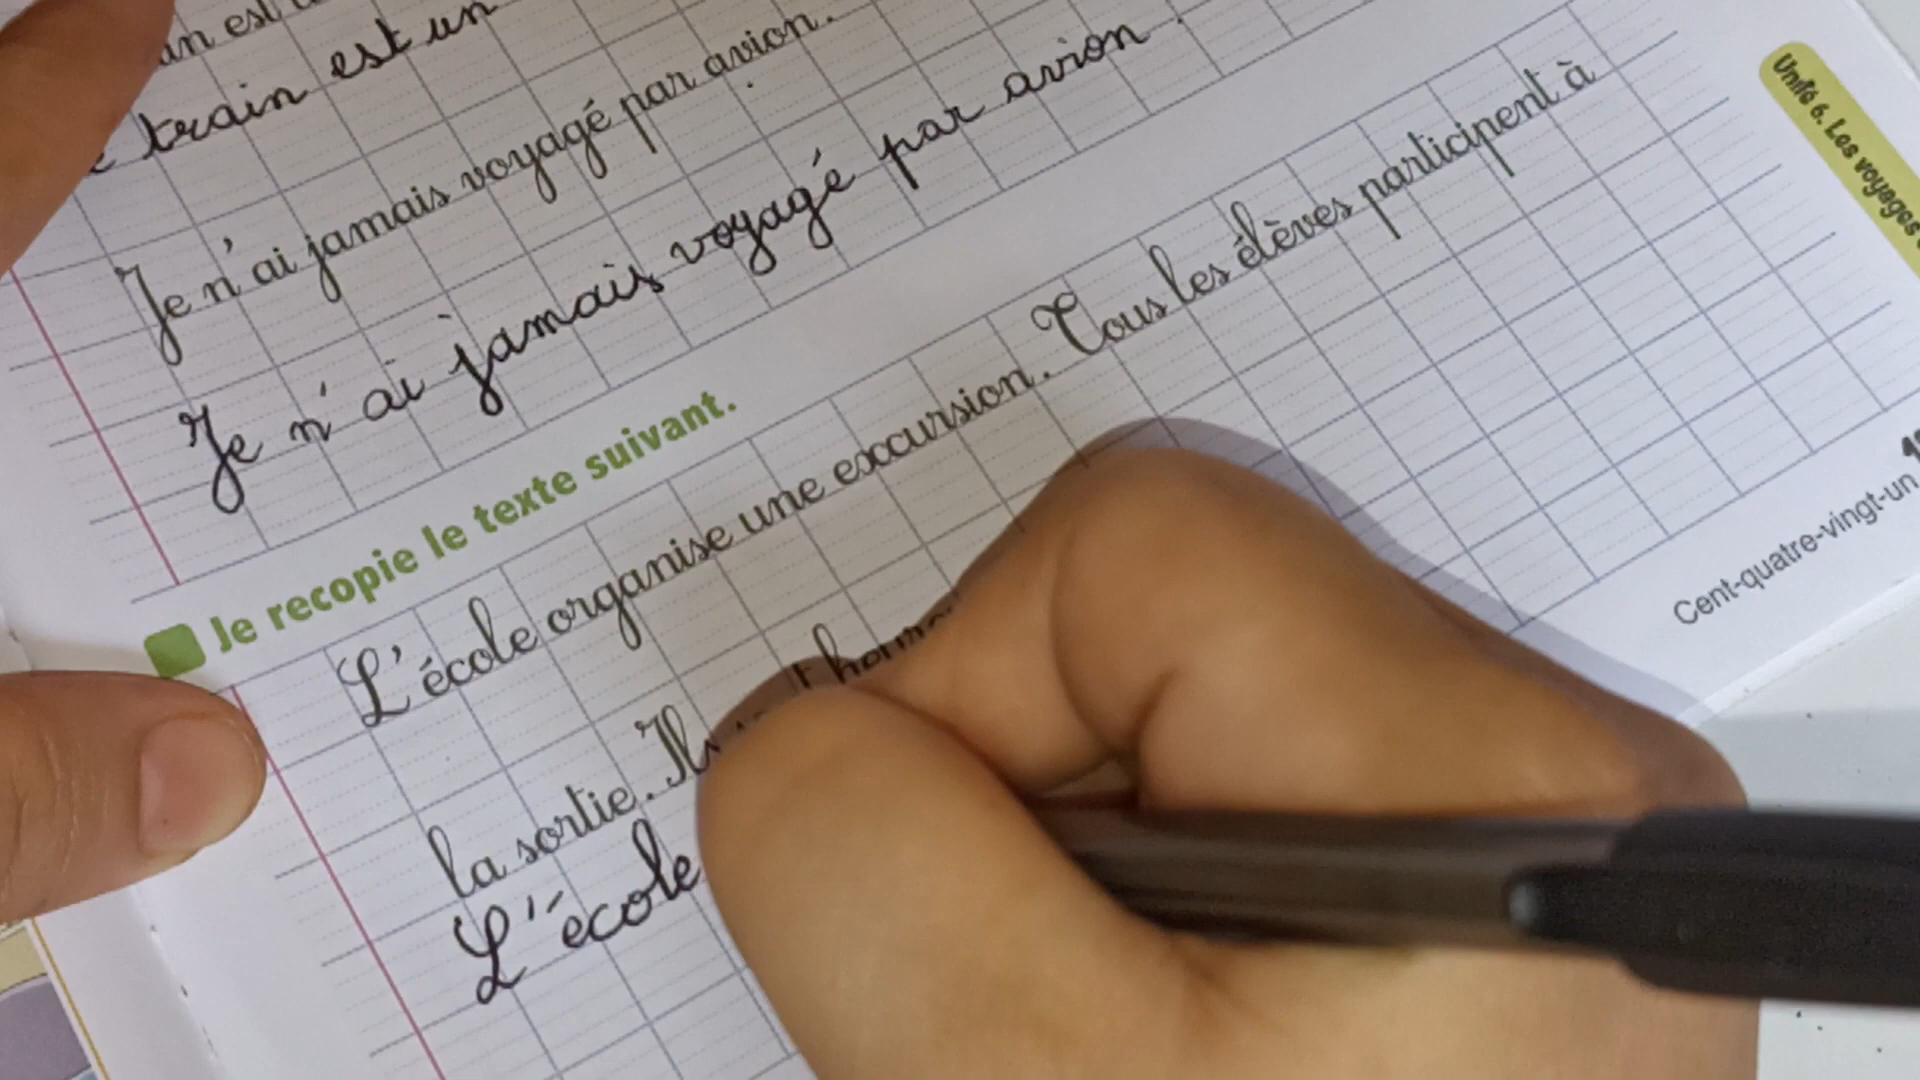 un est
train est un
Je n'ai jamais voyagé par avion.
Je n'ai jamais voyagé par avion.
Je recopie le texte suivant.
L'école organise une excursion. Tous les élèves participent à
la sortie.
L'école
Unité 6. Les voyages
Cent-quatre-vingt-un